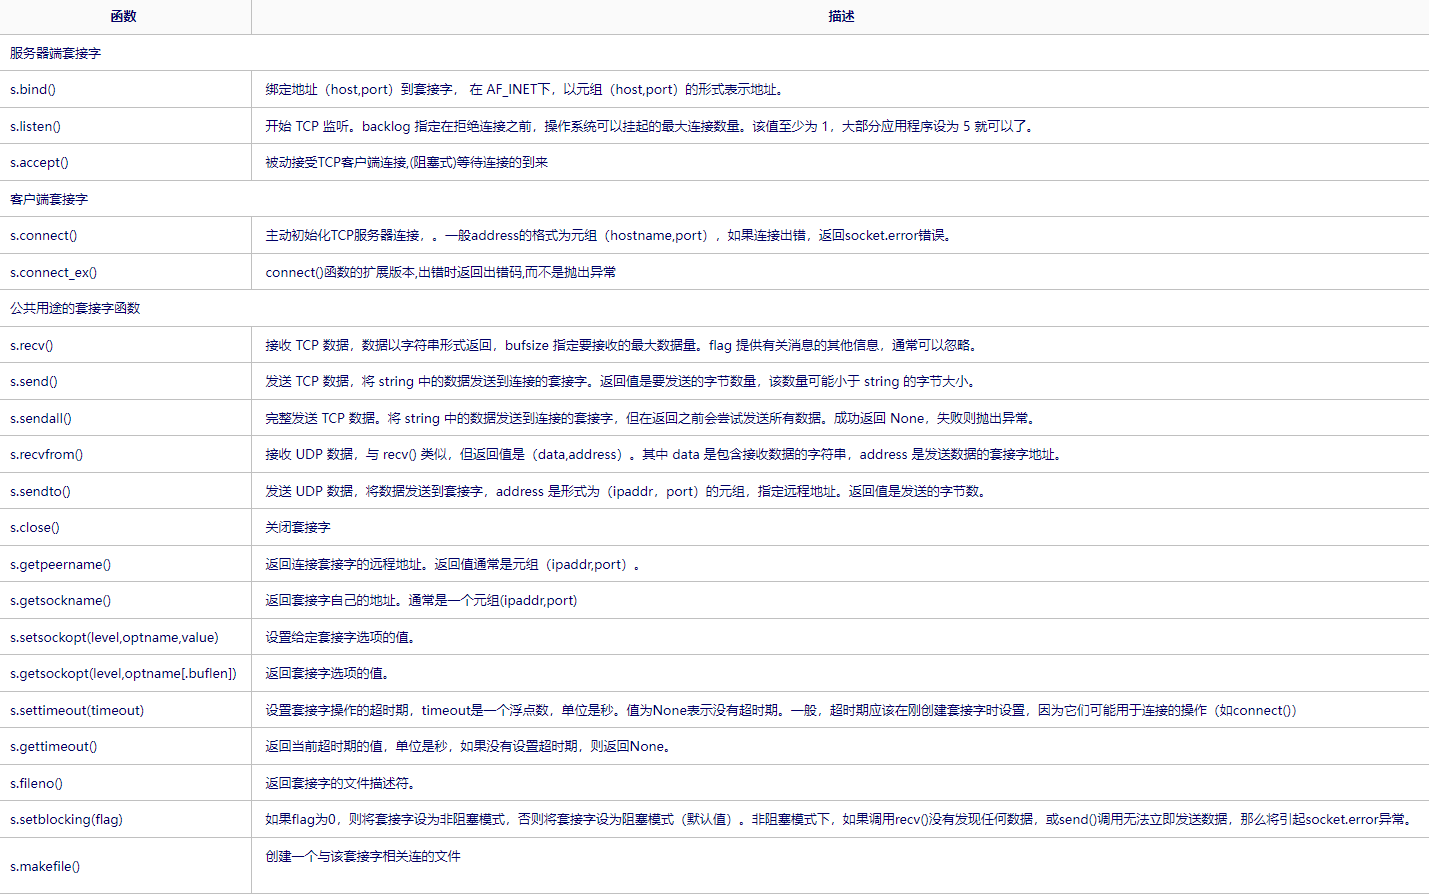 函数 描述
服务器端套接字
s.bind() 绑定地址（host,port）到套接字， 在 AF_INET下，以元组（host,port）的形式表示地址。
s.listen() 开始 TCP 监听。backlog 指定在拒绝连接之前，操作系统可以挂起的最大连接数量。该值至少为 1，大部分应用程序设为 5 就可以了。
s.accept() 被动接受TCP客户端连接,(阻塞式)等待连接的到来
客户端套接字
s.connect() 主动初始化TCP服务器连接，。一般address的格式为元组（hostname,port），如果连接出错，返回socket.error错误。
s.connect_ex() connect()函数的扩展版本,出错时返回出错码,而不是抛出异常
公共用途的套接字函数
s.recv() 接收 TCP 数据，数据以字符串形式返回，bufsize 指定要接收的最大数据量。flag 提供有关消息的其他信息，通常可以忽略。
s.send() 发送 TCP 数据，将 string 中的数据发送到连接的套接字。返回值是要发送的字节数量，该数量可能小于 string 的字节大小。
s.sendall() 完整发送 TCP 数据。将 string 中的数据发送到连接的套接字，但在返回之前会尝试发送所有数据。成功返回 None，失败则抛出异常。
s.recvfrom() 接收 UDP 数据，与 recv() 类似，但返回值是（data,address）。其中 data 是包含接收数据的字符串，address 是发送数据的套接字地址。
s.sendto() 发送 UDP 数据，将数据发送到套接字，address 是形式为（ipaddr，port）的元组，指定远程地址。返回值是发送的字节数。
s.close() 关闭套接字
s.getpeername() 返回连接套接字的远程地址。返回值通常是元组（ipaddr,port）。
s.getsockname() 返回套接字自己的地址。通常是一个元组(ipaddr,port)
s.setsockopt(level,optname,value) 设置给定套接字选项的值。
s.getsockopt(level,optname[.buflen]) 返回套接字选项的值。
s.settimeout(timeout) 设置套接字操作的超时期，timeout是一个浮点数，单位是秒。值为None表示没有超时期。一般，超时期应该在刚创建套接字时设置，因为它们可能用于连接的操作（如connect()）
s.gettimeout() 返回当前超时期的值，单位是秒，如果没有设置超时期，则返回None。
s.fileno() 返回套接字的文件描述符。
s.setblocking(flag) 如果flag为0，则将套接字设为非阻塞模式，否则将套接字设为阻塞模式（默认值）。非阻塞模式下，如果调用recv()没有发现任何数据，或send()调用无法立即发送数据，那么将引起socket.error异常。
s.makefile() 创建一个与该套接字相关连的文件